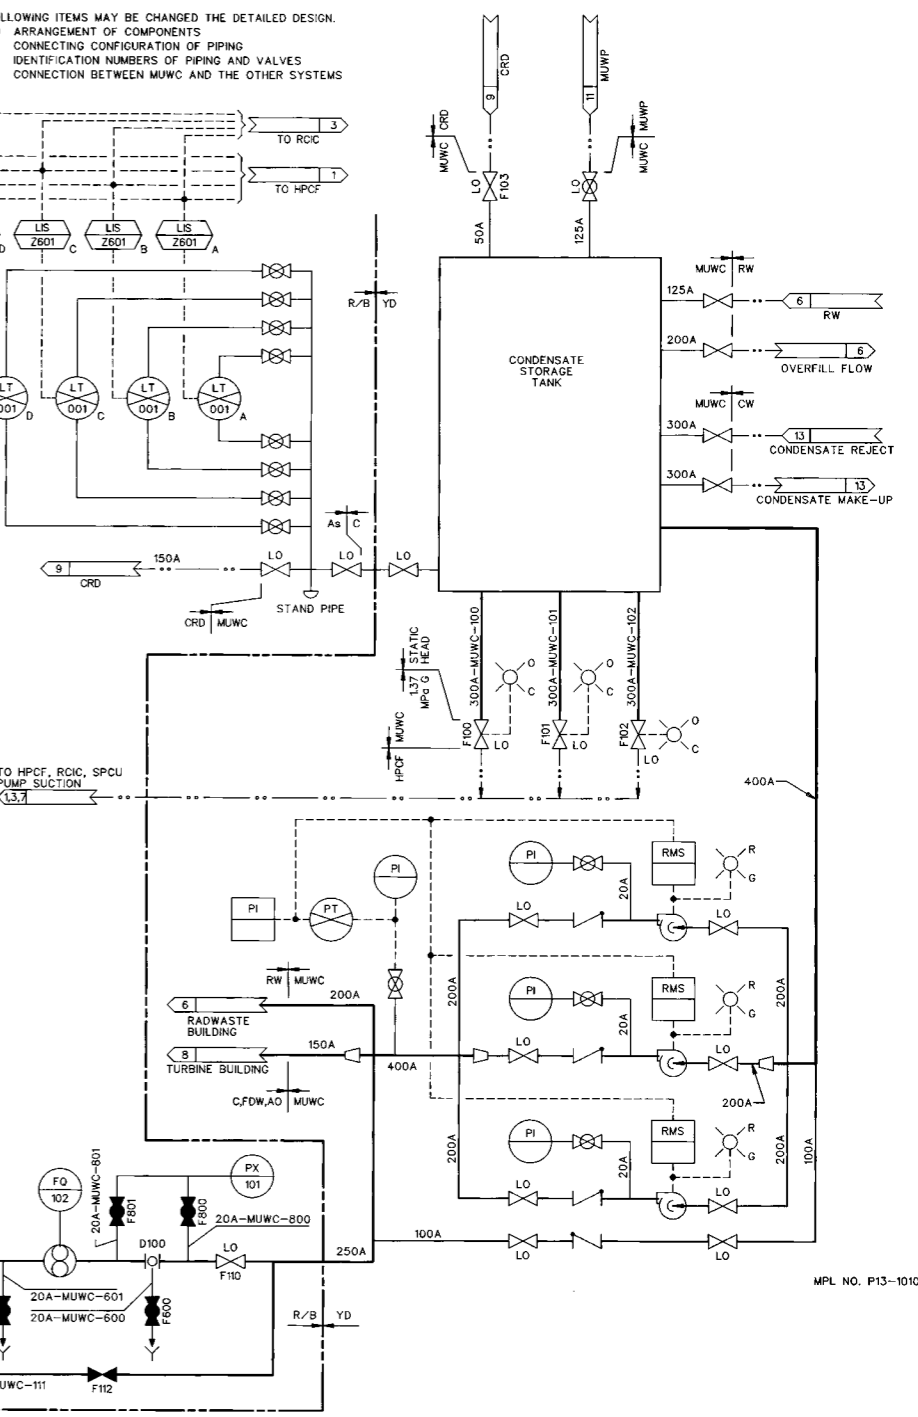 LLOWING ITEMS MAY BE CHANGED THE DETAILED DESIGN.
ARRANGEMENT OF COMPONENTS
CONNECTING CONFIGURATION OF PIPING
IDENTIFICATION NUMBERS OF PIPING AND VALVES
CONNECTION BETWEEN MUWC AND THE OTHER SYSTEMS
3
TO RCIC
1
TO HPCF
LIS
Z601
C
LIS
Z601
B
LIS
Z601
A
D
LT
001
D
LT
001
C
LT
001
B
LT
001
A
R/B
YD
9
CRD
11
MUWP
CRD
MUWC
MUWP
MUWC
LO
F103
LO
50A
125A
CONDENSATE
STORAGE
TANK
MUWC
RW
125A
6
RW
200A
6
OVERFILL FLOW
MUWC
CW
300A
13
CONDENSATE REJECT
300A
13
CONDENSATE MAKE-UP
As
C
9
CRD
150A
LO
LO
LO
STAND PIPE
CRD
MUWC
STATIC
HEAD
1.37
MPa G
300A-MUWC-100
300A-MUWC-101
300A-MUWC-102
O
C
O
C
O
C
F100
LO
F101
LO
F102
LO
MUWC
HPCF
TO HPCF, RCIC, SPCU
PUMP SUCTION
1,3,7
400A
PI
RMS
R
G
20A
LO
LO
PI
PT
PI
PI
RMS
R
G
20A
LO
LO
200A
200A
200A
RW
MUWC
200A
6
RADWASTE
BUILDING
150A
8
TURBINE BUILDING
400A
C,FDW,AO
MUWC
PI
RMS
R
G
20A
LO
LO
200A
200A
100A
100A
LO
LO
250A
20A-MUWC-801
FQ
102
F801
PX
101
F800
20A-MUWC-800
D100
LO
F110
20A-MUWC-601
20A-MUWC-600
F600
R/B
YD
UWC-111
F112
MPL NO. P13-1010